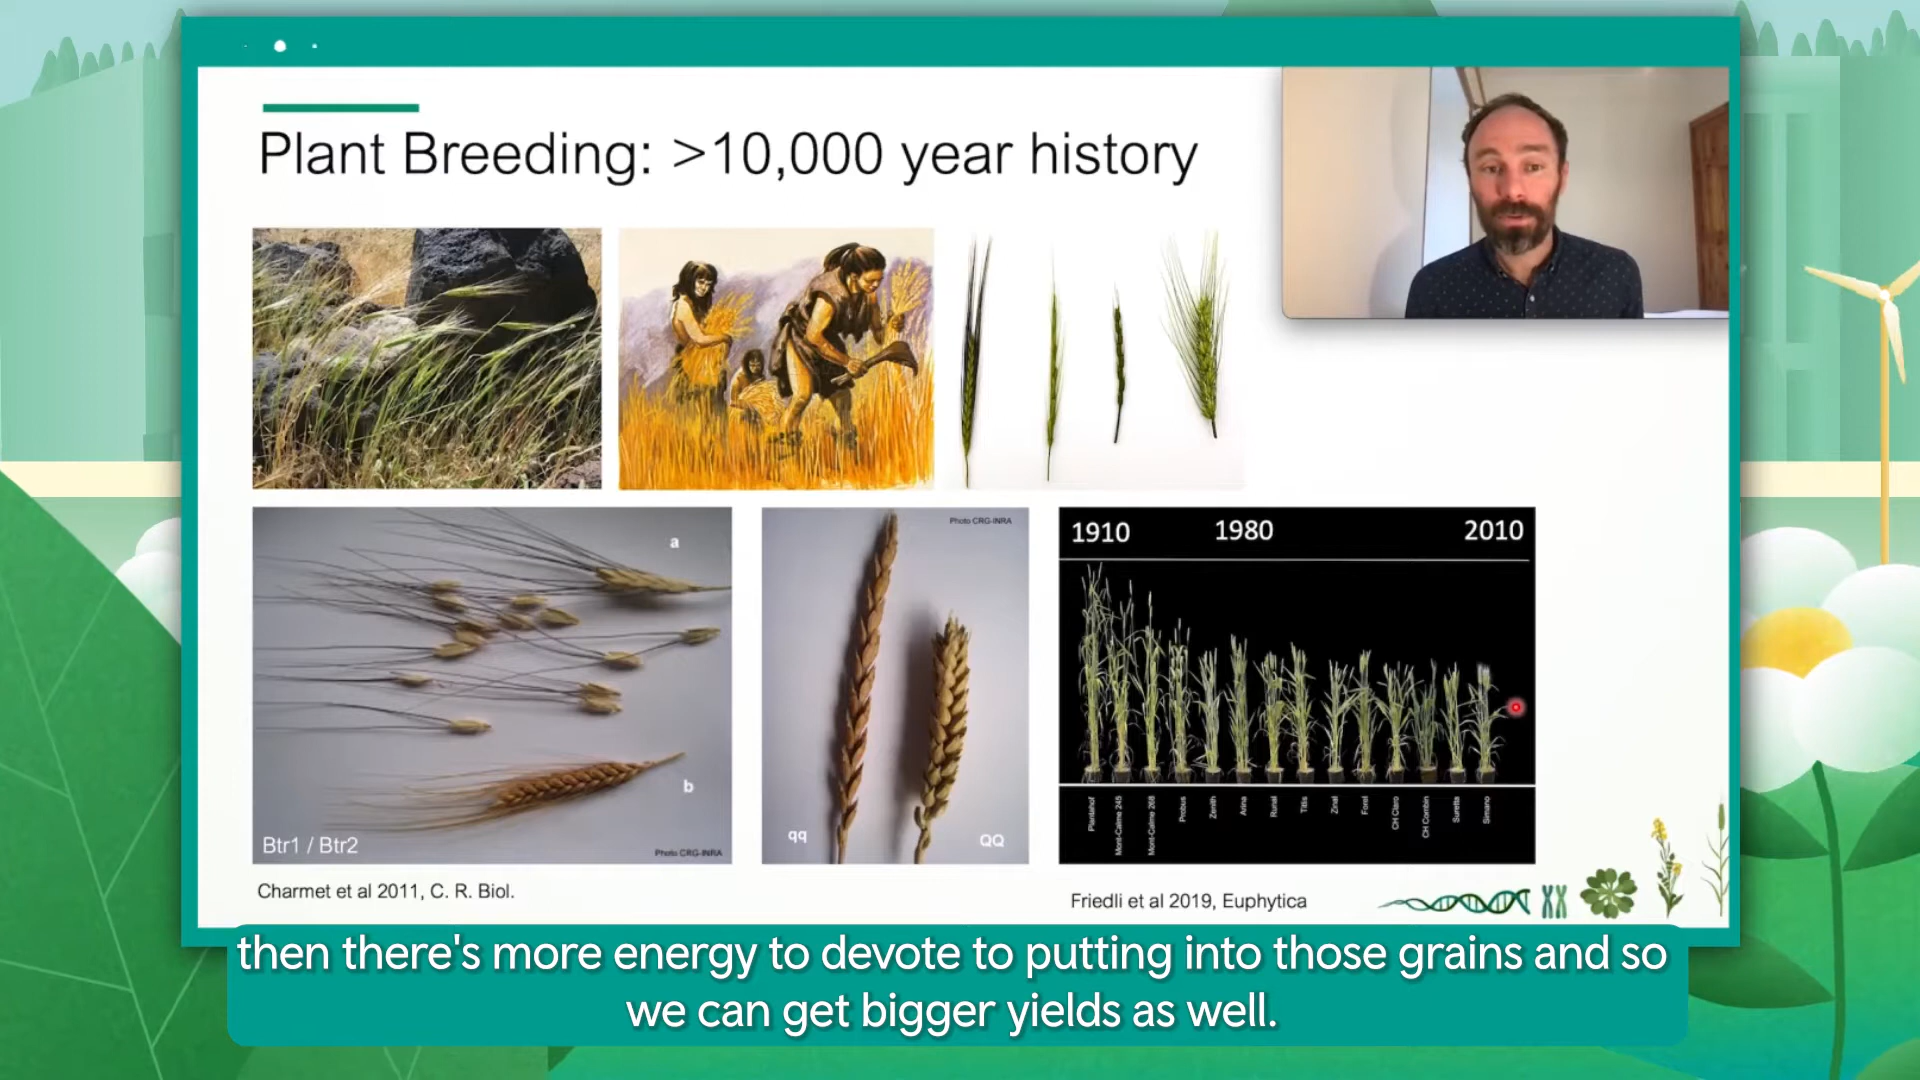 Plant Breeding: >10,000 year history
a
b
Btr1 / Btr2
Photo CRG-INRA
Photo CRG-INRA
qq
QQ
1910 1980 2010
Plantahof
Mont-Calme 245
Mont-Calme 268
Probus
Zenith
Arina
Runal
Titlis
Zinal
Forel
CH Claro
CH Combin
Suretta
Simano
Charmet et al 2011, C. R. Biol.
Friedli et al 2019, Euphytica
then there's more energy to devote to putting into those grains and so
we can get bigger yields as well.